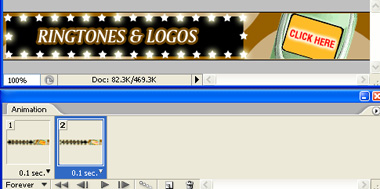 RINGTONES & LOGOS
CLICK HERE
100%
Doc: 82.3K/469.3K
Animation
1
2
0.1 sec.
0.1 sec.
Forever